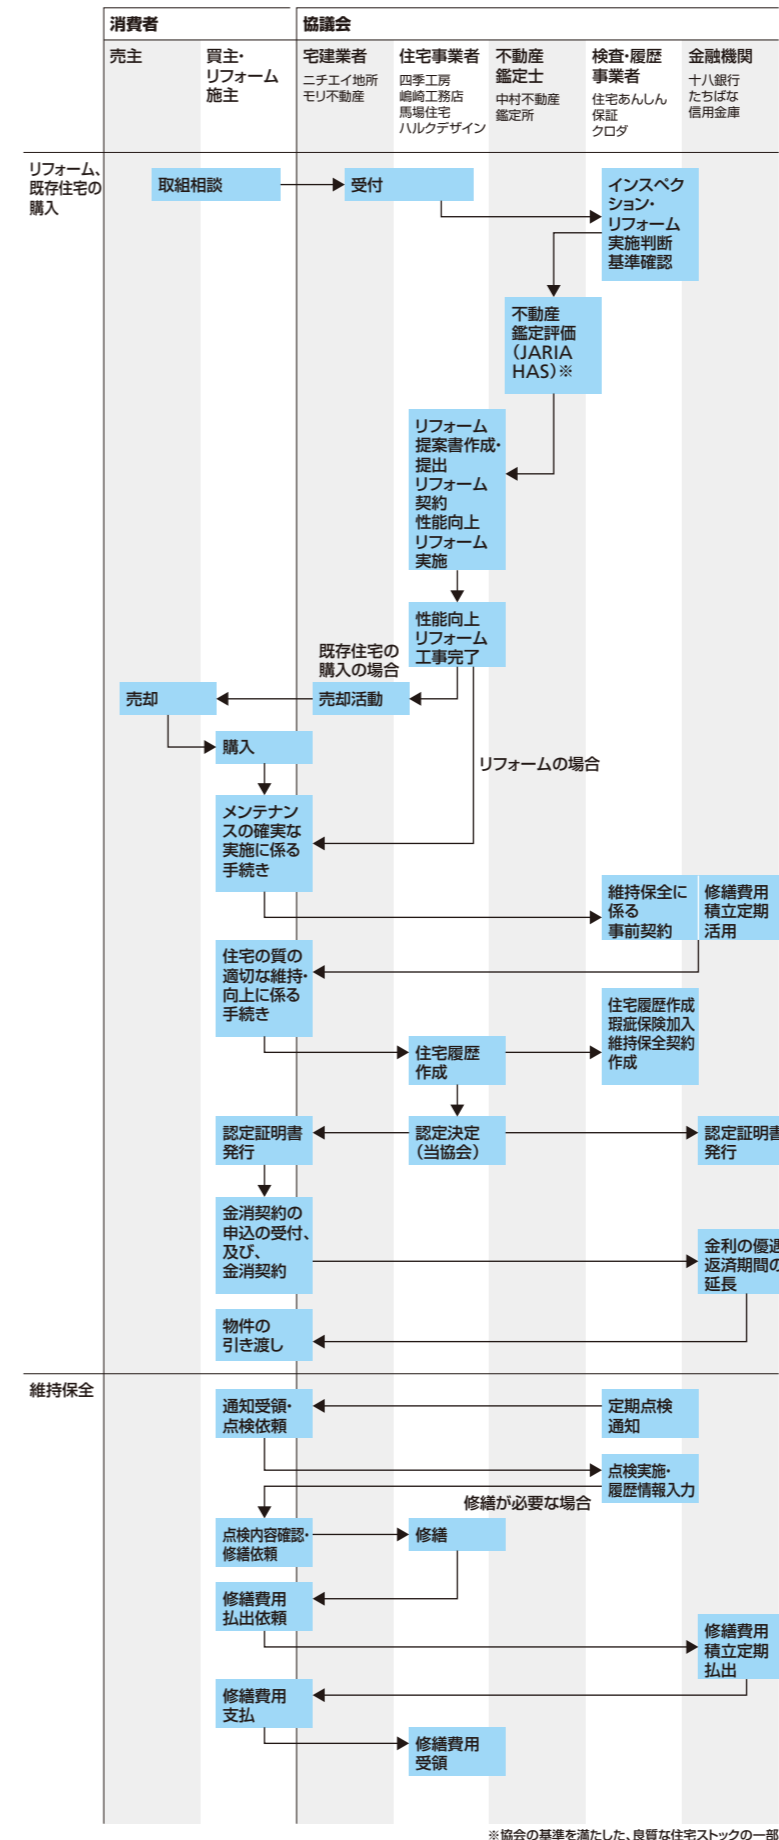 消費者
協議会
売主
買主・
リフォーム
施主
宅建業者
ニチエイ地所
モリ不動産
住宅事業者
四季工房
嶋崎工務店
馬場住宅
ハルクデザイン
不動産
鑑定士
中村不動産
鑑定所
検査・履歴
事業者
住宅あんしん
保証
クロダ
金融機関
十八銀行
たちばな
信用金庫
リフォーム、
既存住宅の
購入
取組相談
受付
インスペク
ション・
リフォーム
実施判断
基準確認
不動産
鑑定評価
（JARIA
HAS）※
リフォーム
提案書作成・
提出
リフォーム
契約
性能向上
リフォーム
実施
性能向上
リフォーム
工事完了
既存住宅の
購入の場合
売却
売却活動
購入
リフォームの場合
メンテナン
スの確実な
実施に係る
手続き
維持保全に
係る
事前契約
修繕費用
積立定期
活用
住宅の質の
適切な維持・
向上に係る
手続き
住宅履歴
作成
住宅履歴作成
瑕疵保険加入
維持保全契約
作成
認定証明書
発行
認定決定
（当協会）
認定証明書
発行
金消契約の
申込の受付、
及び、
金消契約
金利の優遇
返済期間の
延長
物件の
引き渡し
維持保全
通知受領・
点検依頼
定期点検
通知
点検実施・
履歴情報入力
修繕が必要な場合
点検内容確認・
修繕依頼
修繕
修繕費用
払出依頼
修繕費用
積立定期
払出
修繕費用
支払
修繕費用
受領
※協会の基準を満たした、良質な住宅ストックの一部